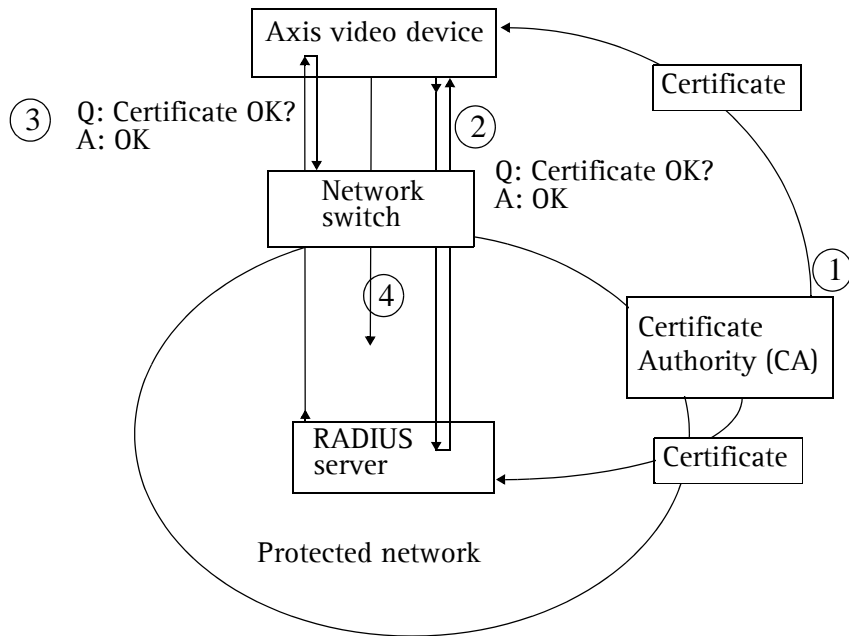 Axis video device
Certificate
3
Q: Certificate OK?
A: OK
2
Q: Certificate OK?
A: OK
Network
switch
1
4
Certificate
Authority (CA)
RADIUS
server
Certificate
Protected network